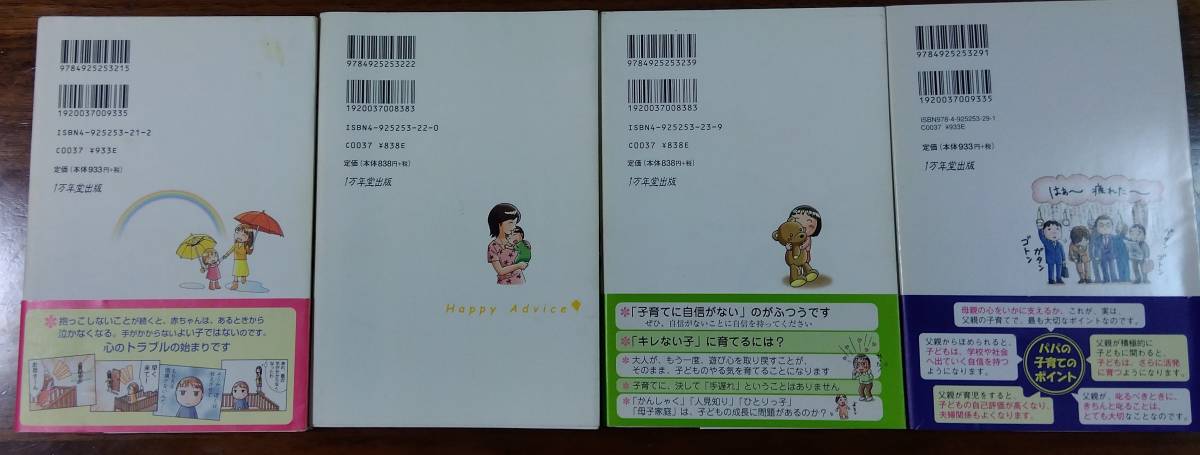 9784925253215
1920037009335
ISBN4-925253-21-2
C0037 ¥933E
定価(本体933円+税)
1万年堂出版
✽抱っこしないことが続くと、赤ちゃんは、あるときから
泣かなくなる。手がかからないよい子ではないのです。
心のトラブルの始まりです
9784925253222
1920037008383
ISBN4-925253-22-0
C0037 ¥838E
定価(本体838円+税)
1万年堂出版
Happy Advice
9784925253239
1920037008383
ISBN4-925253-23-9
C0037 ¥838E
定価(本体838円+税)
1万年堂出版
✽「子育てに自信がない」のがふつうです
ぜひ、自信がないことに自信を持ってください
✽「キレない子」に育てるには?
✽大人が、もう一度、遊び心を取り戻すことが、
そのまま、子どものやる気を育てることになります
✽子育てに、決して「手遅れ」ということはありません
✽「かんしゃく」「人見知り」「ひとりっ子」
「母子家庭」は、子どもの成長に問題があるのか?
9784925253291
1920037009335
ISBN978-4-925253-29-1
C0037 ¥933E
定価(本体933円+税)
1万年堂出版
はぁ〜 疲れた〜
ゴトン
ガタン
ゴトン
母親の心をいかに支えるか、これが、実は、
父親の子育てで、最も大切なポイントなのです。
父親からほめられると、
子どもは、学校や社会
へ出ていく自信を持つ
ようになります。
パパの
子育ての
ポイント
父親が積極的に
子どもに関わると、
子どもは、さらに活発
に育つようになります。
父親が育児をすると、
子どもの自己評価が高くなり、
夫婦関係もよくなります。
父親が、叱るべきときに、
きちんと叱ることは、
とても大切なことなのです。